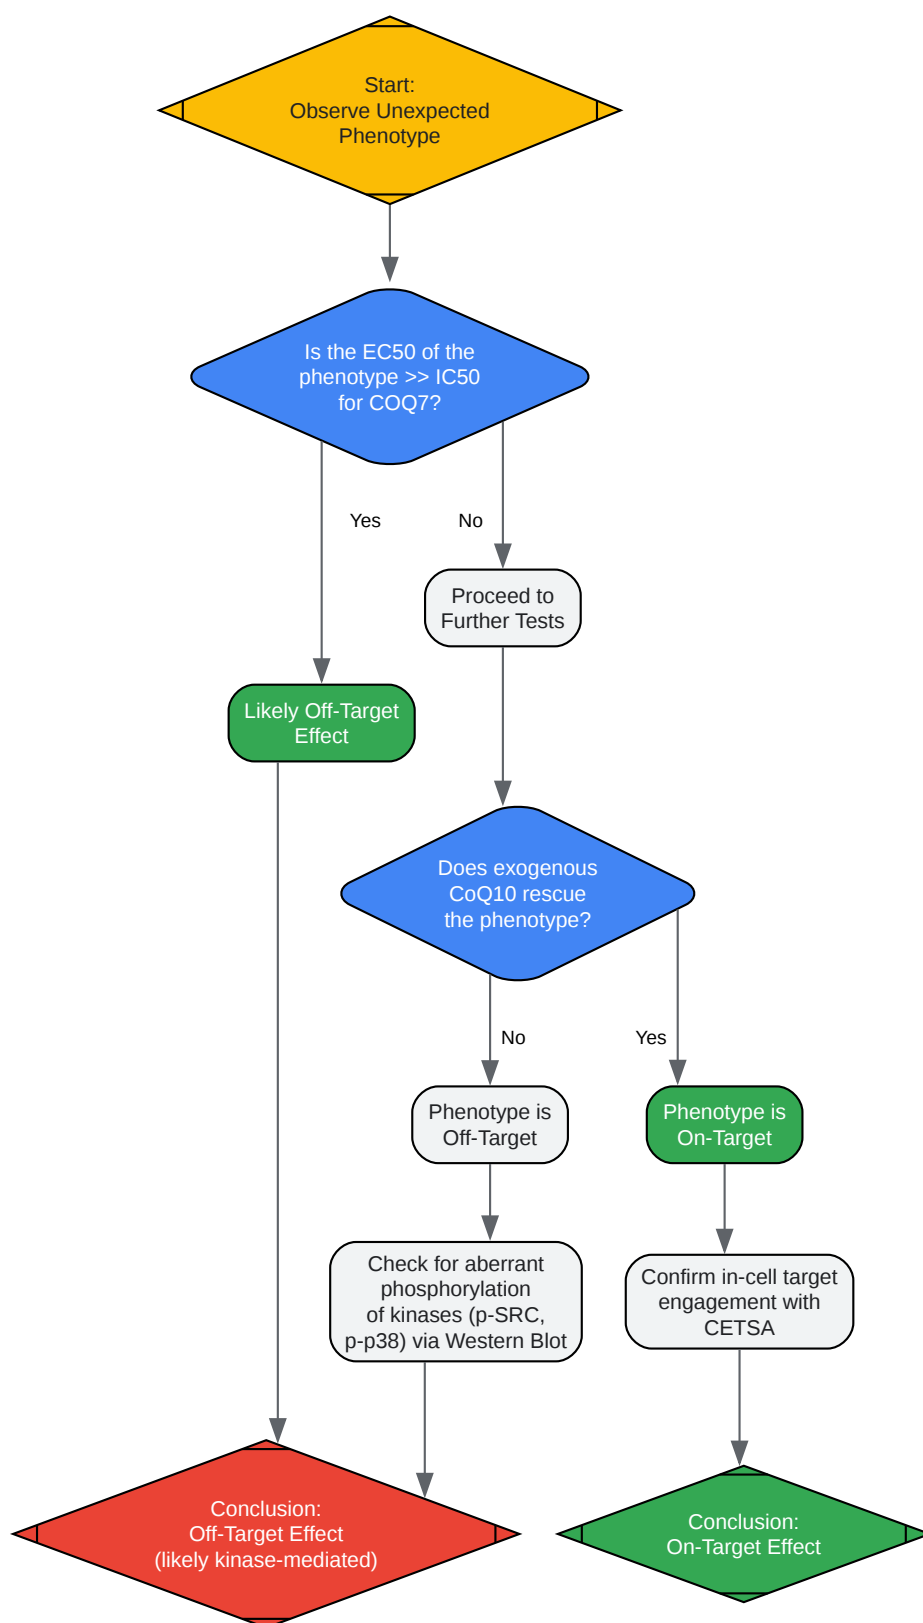 Start:
Observe Unexpected
Phenotype
Is the EC50 of the
phenotype >> IC50
for COQ7?
Yes
No
Proceed to
Further Tests
Likely Off-Target
Effect
Does exogenous
CoQ10 rescue
the phenotype?
No
Yes
Phenotype is
Off-Target
Phenotype is
On-Target
Check for aberrant
phosphorylation
of kinases (p-SRC,
p-p38) via Western Blot
Confirm in-cell target
engagement with
CETSA
Conclusion:
Off-Target Effect
(likely kinase-mediated)
Conclusion:
On-Target Effect